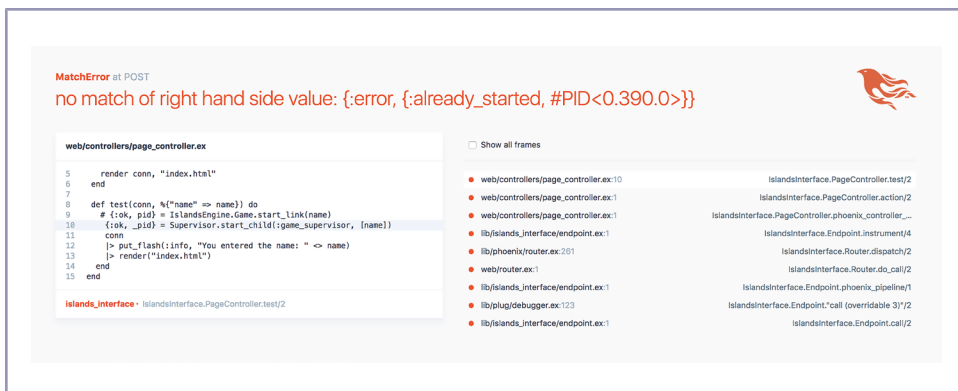 MatchError at POST
no match of right hand side value: {:error, {:already_started, #PID<0.390.0>}}
web/controllers/page_controller.ex
5 render conn, "index.html"
6 end
7
8 def test(conn, %{"name" => name}) do
9 # {:ok, pid} = IslandsEngine.Game.start_link(name)
10 {:ok, _pid} = Supervisor.start_child(:game_supervisor, [name])
11 conn
12 |> put_flash(:info, "You entered the name: " <> name)
13 |> render("index.html")
14 end
15 end
islands_interface · IslandsInterface.PageController.test/2
Show all frames
web/controllers/page_controller.ex:10 IslandsInterface.PageController.test/2
web/controllers/page_controller.ex:1 IslandsInterface.PageController.action/2
web/controllers/page_controller.ex:1 IslandsInterface.PageController.phoenix_controller_...
lib/islands_interface/endpoint.ex:1 IslandsInterface.Endpoint.instrument/4
lib/phoenix/router.ex:261 IslandsInterface.Router.dispatch/2
web/router.ex:1 IslandsInterface.Router.do_call/2
lib/islands_interface/endpoint.ex:1 IslandsInterface.Endpoint.phoenix_pipeline/1
lib/plug/debugger.ex:123 IslandsInterface.Endpoint."call (overridable 3)"/2
lib/islands_interface/endpoint.ex:1 IslandsInterface.Endpoint.call/2